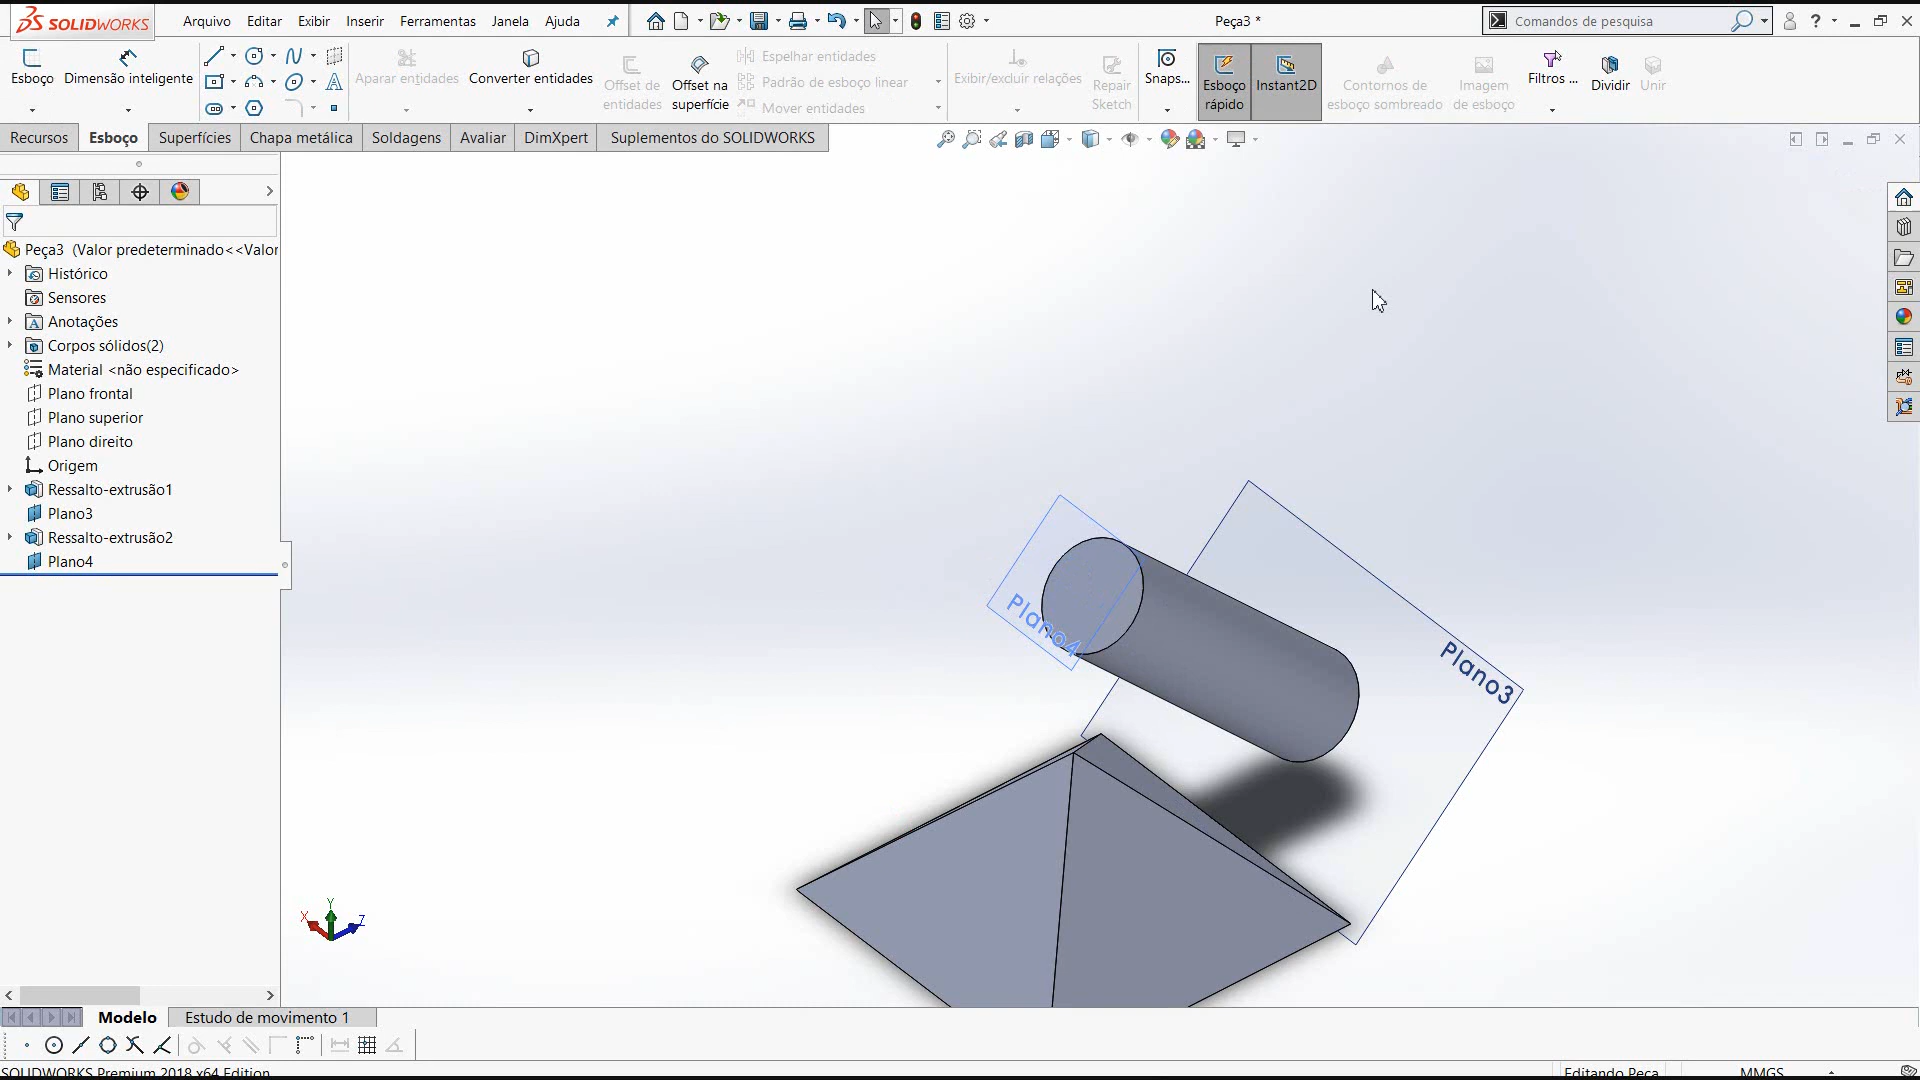 SOLIDWORKS
Arquivo Editar Exibir Inserir Ferramentas Janela Ajuda
Peça3 *
Comandos de pesquisa
Esboço
Dimensão inteligente
Aparar entidades
Converter entidades
Offset de entidades
Offset na superfície
Espelhar entidades
Padrão de esboço linear
Mover entidades
Exibir/excluir relações
Repair Sketch
Snaps...
Esboço rápido
Instant2D
Contornos de esboço sombreado
Imagem de esboço
Filtros ...
Dividir
Unir
Recursos Esboço Superfícies Chapa metálica Soldagens Avaliar DimXpert Suplementos do SOLIDWORKS
Peça3 (Valor predeterminado<<Valor
Histórico
Sensores
Anotações
Corpos sólidos(2)
Material <não especificado>
Plano frontal
Plano superior
Plano direito
Origem
Ressalto-extrusão1
Plano3
Ressalto-extrusão2
Plano4
Plano4
Plano3
X
Y
Z
Modelo Estudo de movimento 1
SOLIDWORKS Premium 2018 x64 Edition
Editando Peça
MMGS